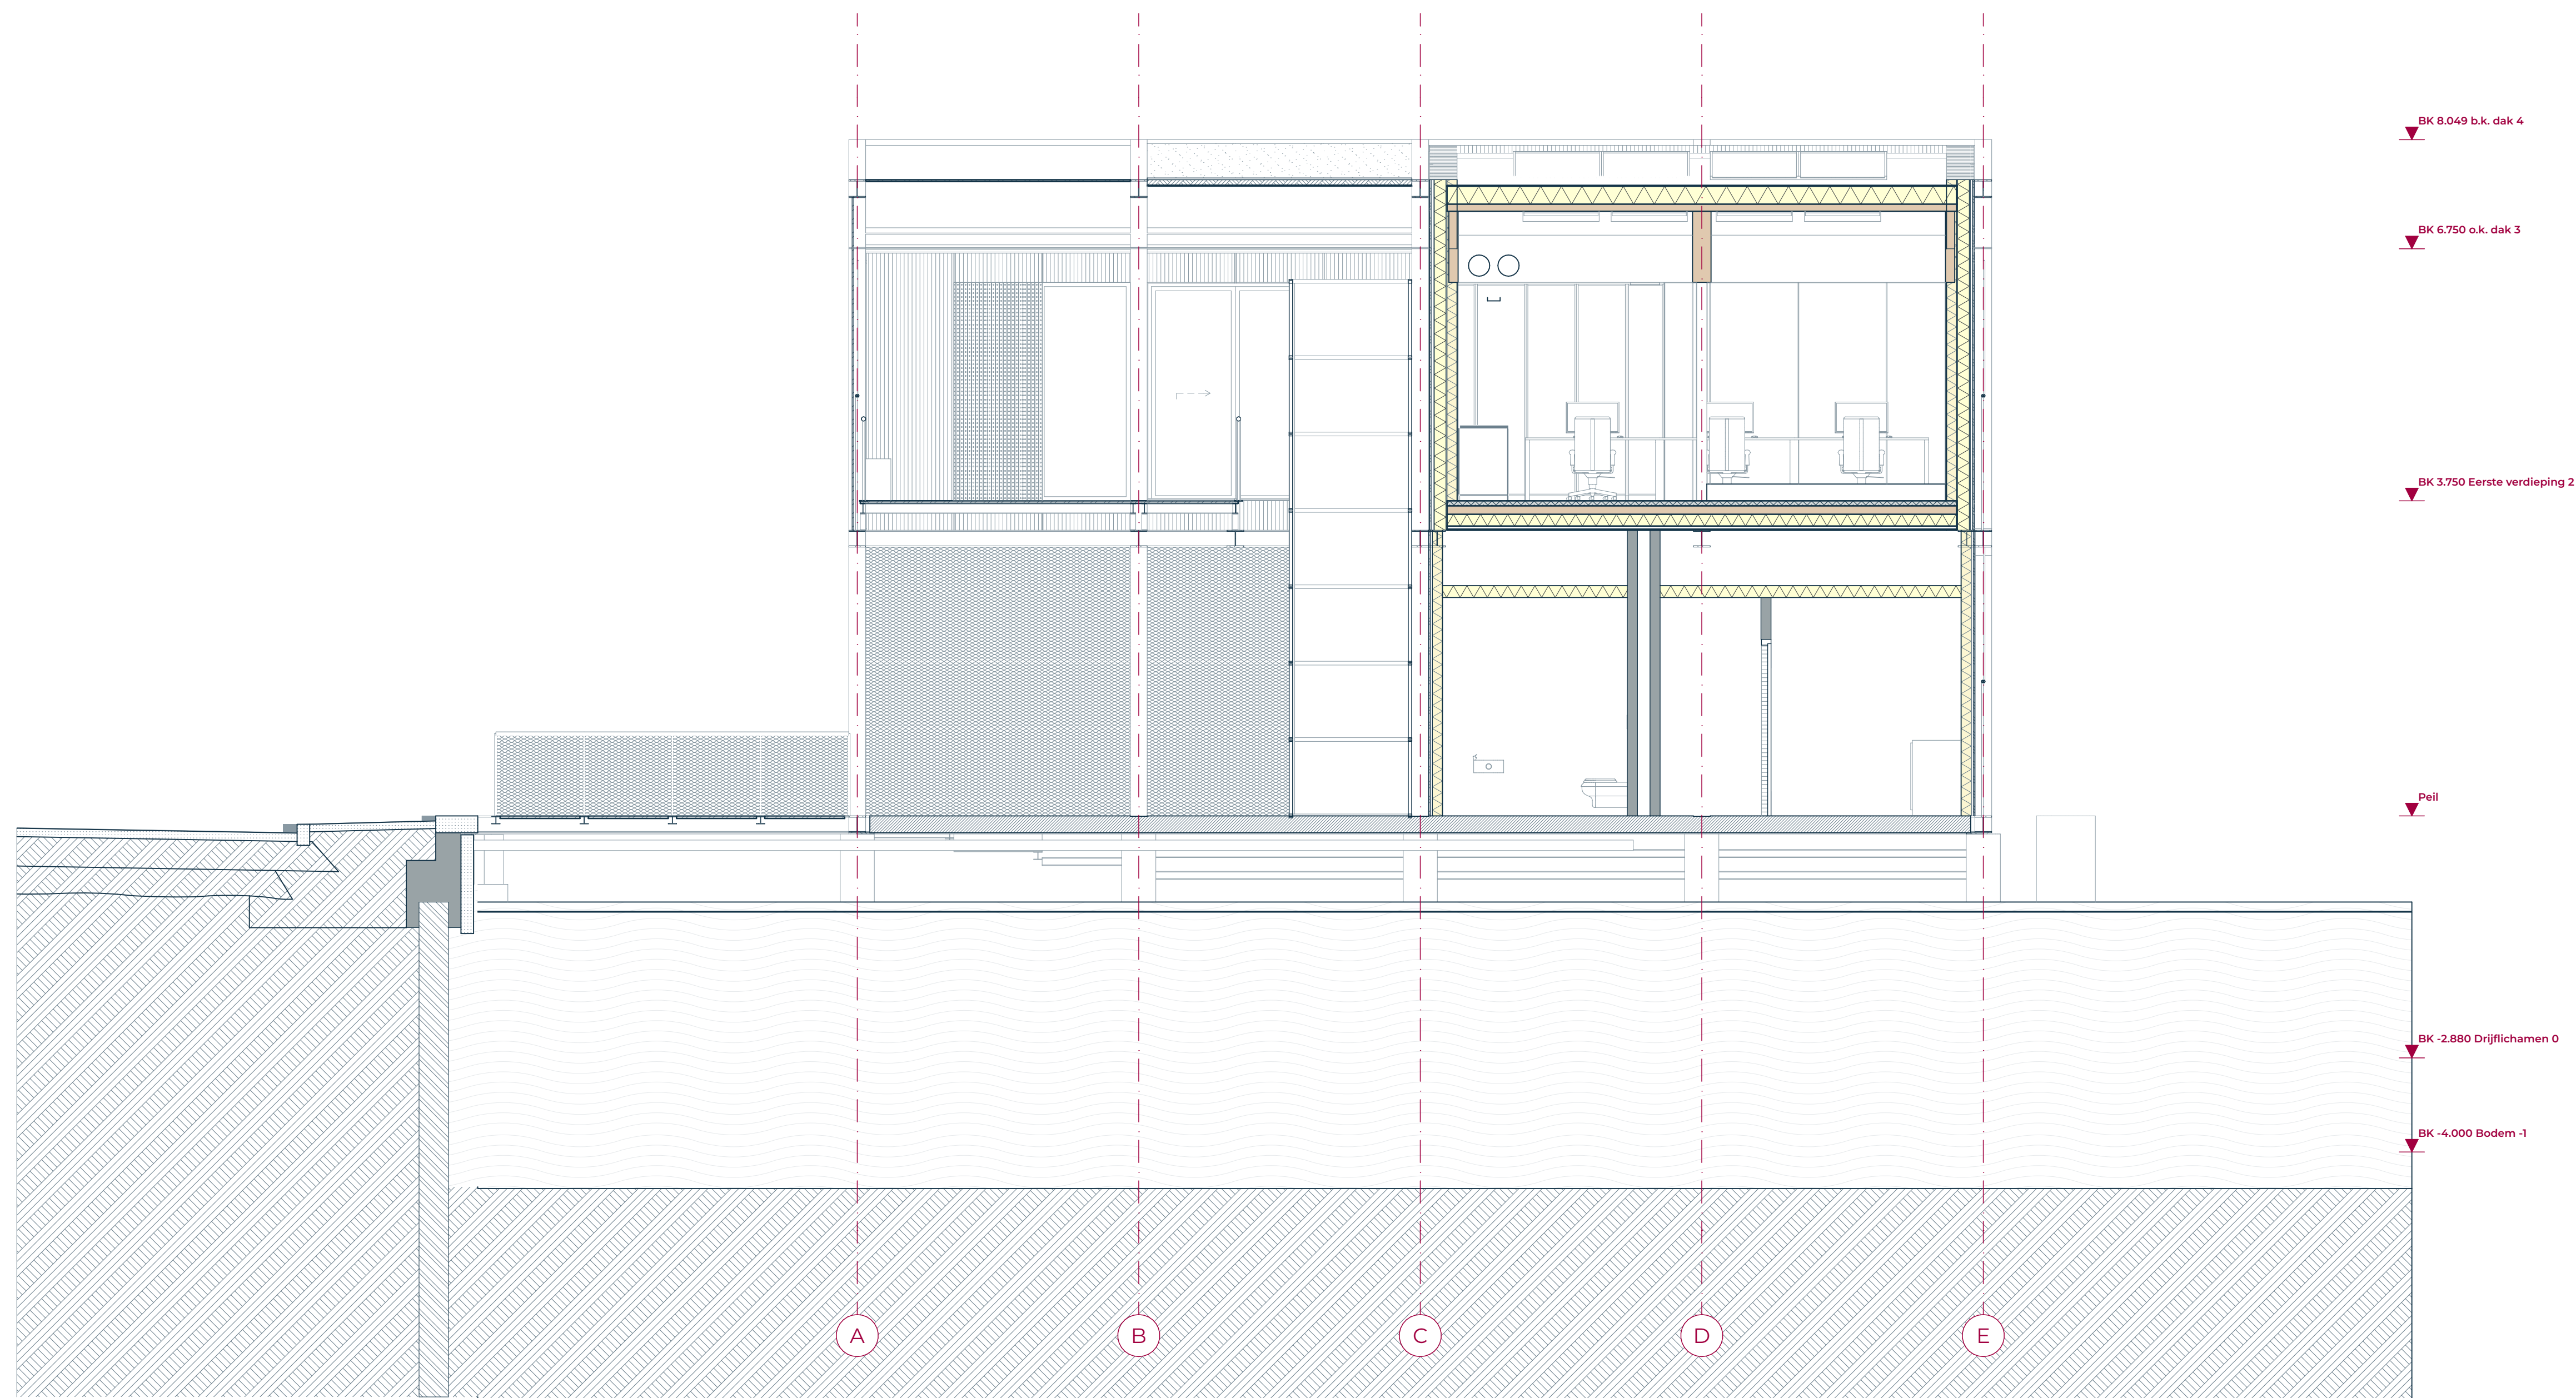 BK 8.049 b.k. dak 4
BK 6.750 o.k. dak 3
BK 3.750 Eerste verdieping 2
Peil
BK -2.880 Drijflichamen 0
BK -4.000 Bodem -1
A
B
C
D
E